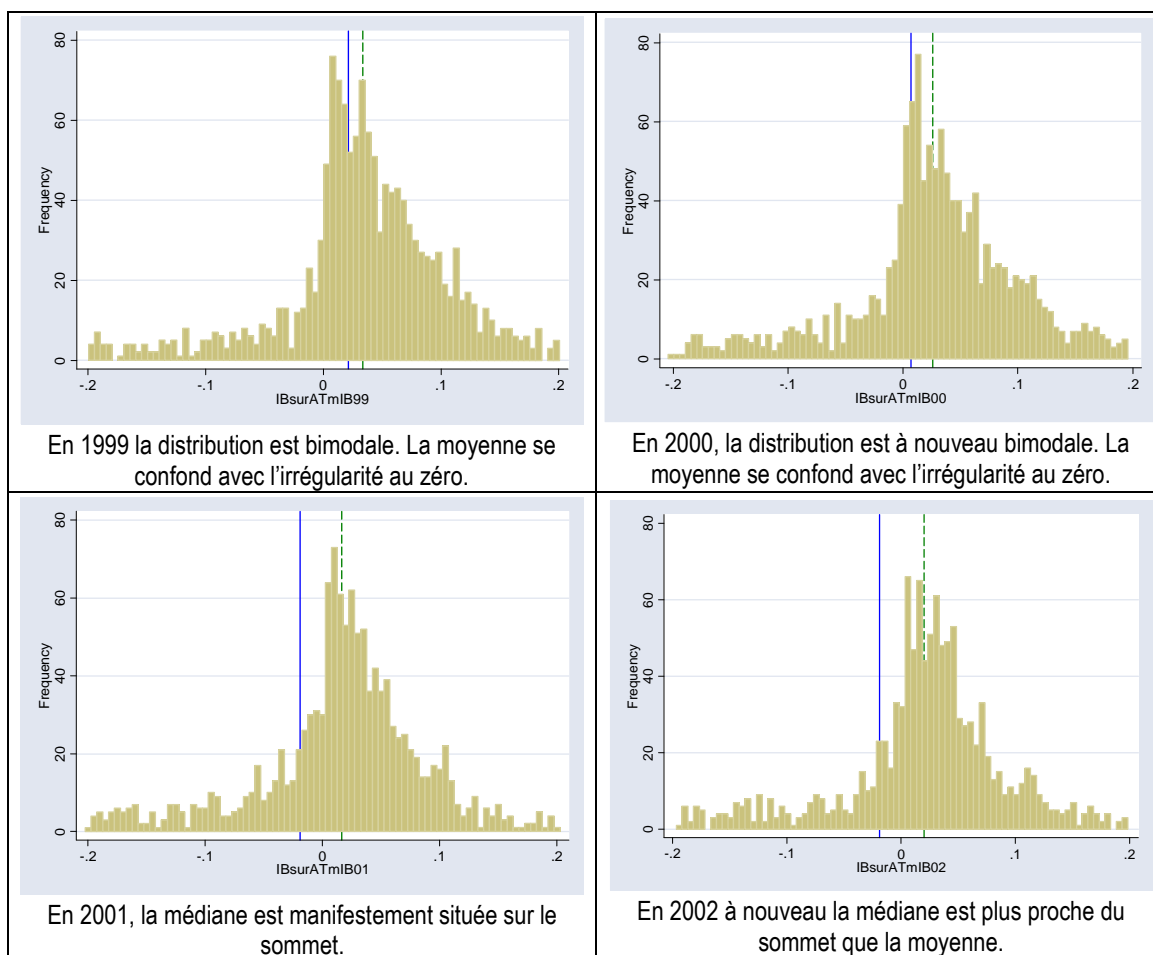 80
60
40
20
0
Frequency
-.2 -.1 0 .1 .2
IBsurATmIB99
En 1999 la distribution est bimodale. La moyenne se
confond avec l'irrégularité au zéro.
80
60
40
20
0
Frequency
-.2 -.1 0 .1 .2
IBsurATmIB00
En 2000, la distribution est à nouveau bimodale. La
moyenne se confond avec l'irrégularité au zéro.
80
60
40
20
0
Frequency
-.2 -.1 0 .1 .2
IBsurATmIB01
En 2001, la médiane est manifestement située sur le
sommet.
80
60
40
20
0
Frequency
-.2 -.1 0 .1 .2
IBsurATmIB02
En 2002 à nouveau la médiane est plus proche du
sommet que la moyenne.